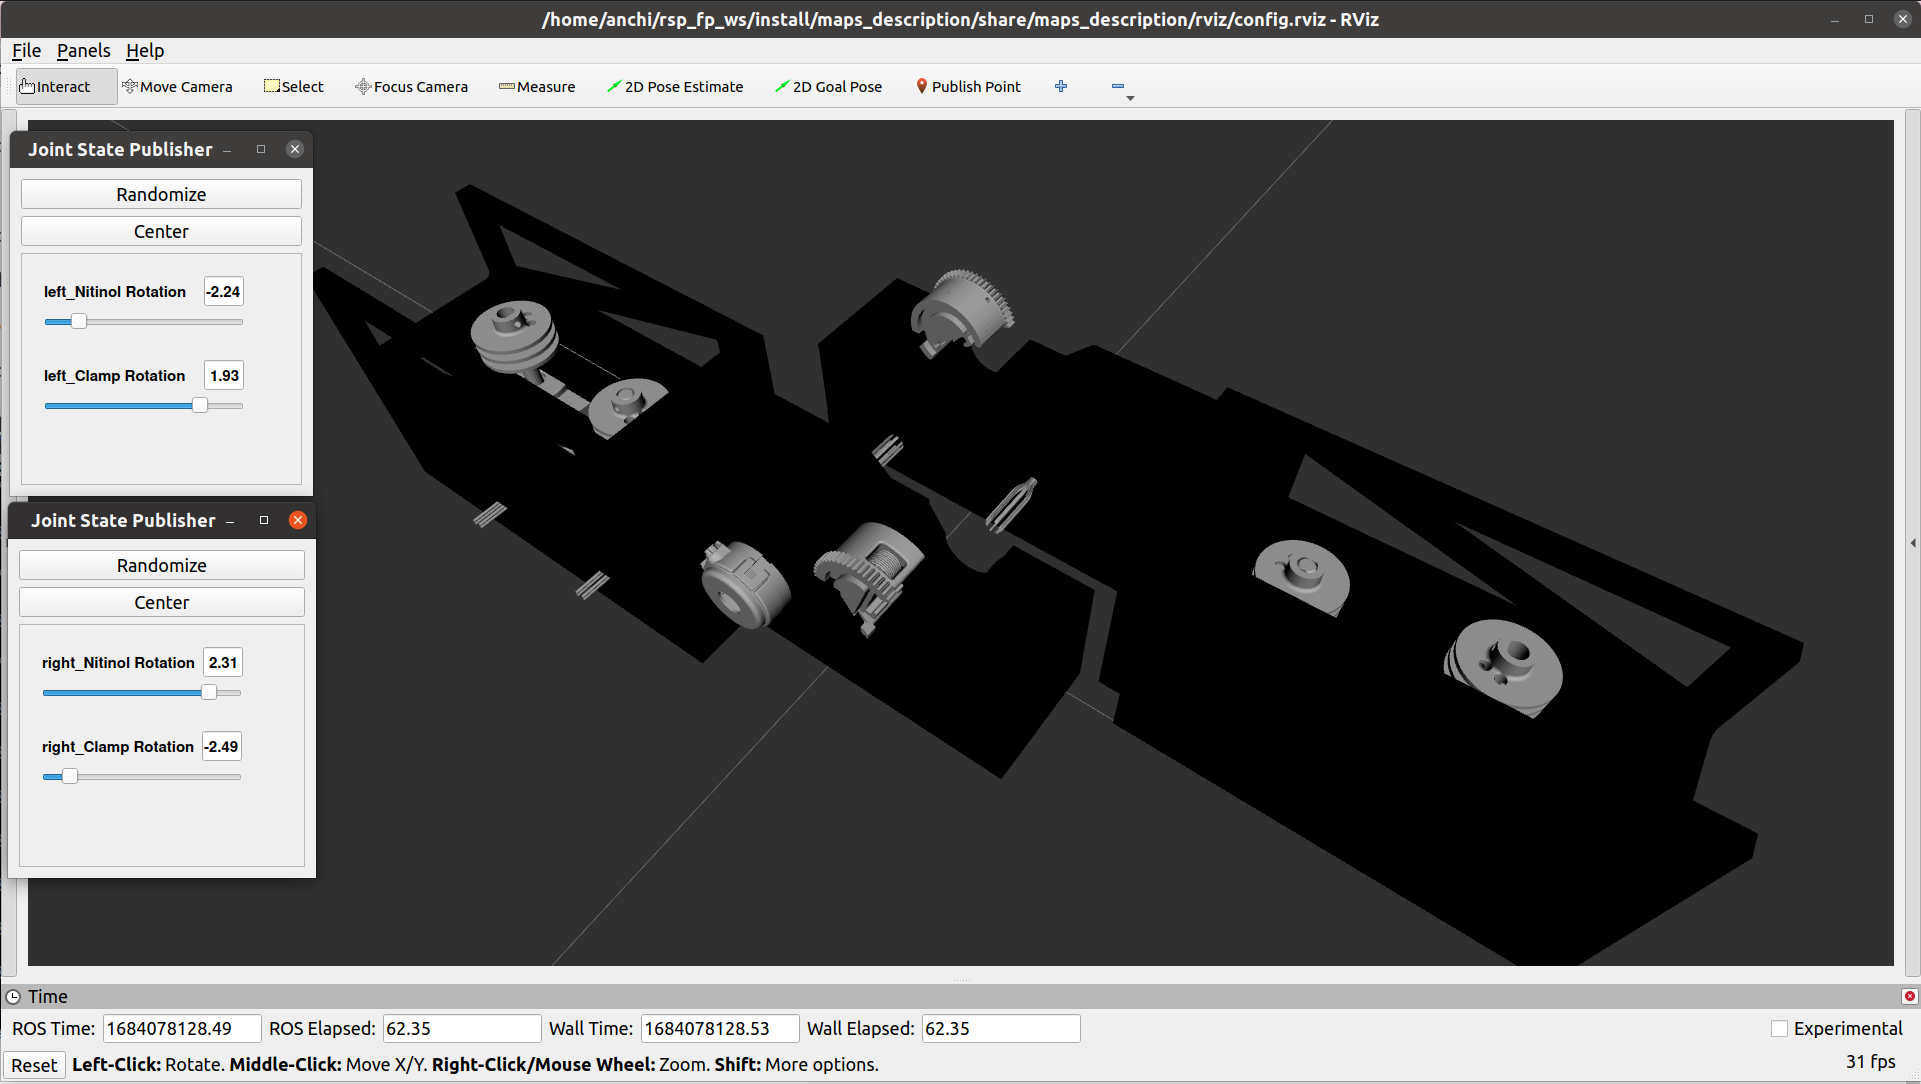 /home/anchi/rsp_fp_ws/install/maps_description/share/maps_description/rviz/config.rviz - RViz
File Panels Help
Interact Move Camera Select Focus Camera Measure 2D Pose Estimate 2D Goal Pose Publish Point
Joint State Publisher
Randomize
Center
left_Nitinol Rotation -2.24
left_Clamp Rotation 1.93
Joint State Publisher
Randomize
Center
right_Nitinol Rotation 2.31
right_Clamp Rotation -2.49
Time
ROS Time: 1684078128.49 ROS Elapsed: 62.35 Wall Time: 1684078128.53 Wall Elapsed: 62.35 Experimental
Reset Left-Click: Rotate. Middle-Click: Move X/Y. Right-Click/Mouse Wheel: Zoom. Shift: More options. 31 fps